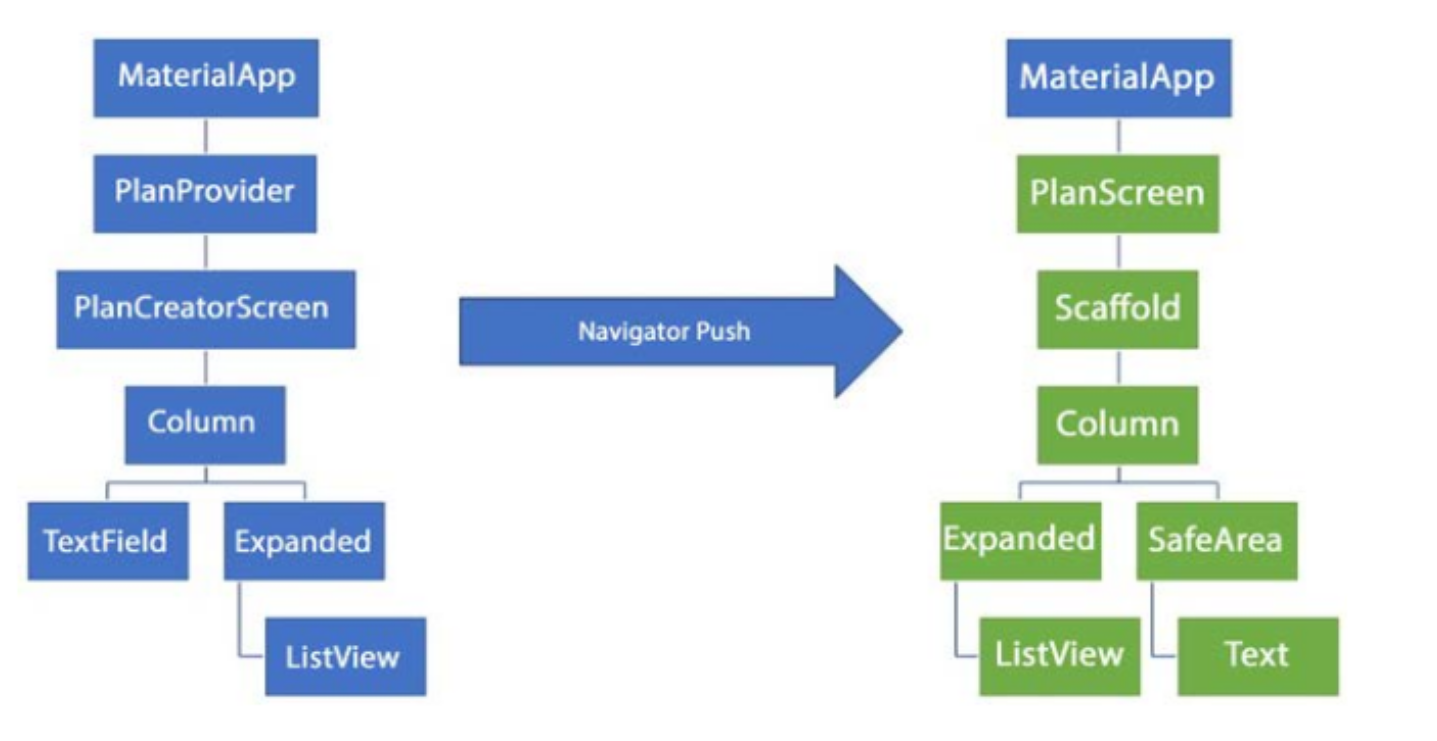 MaterialApp
PlanProvider
PlanCreatorScreen
Column
TextField
Expanded
ListView
Navigator Push
MaterialApp
PlanScreen
Scaffold
Column
Expanded
SafeArea
ListView
Text